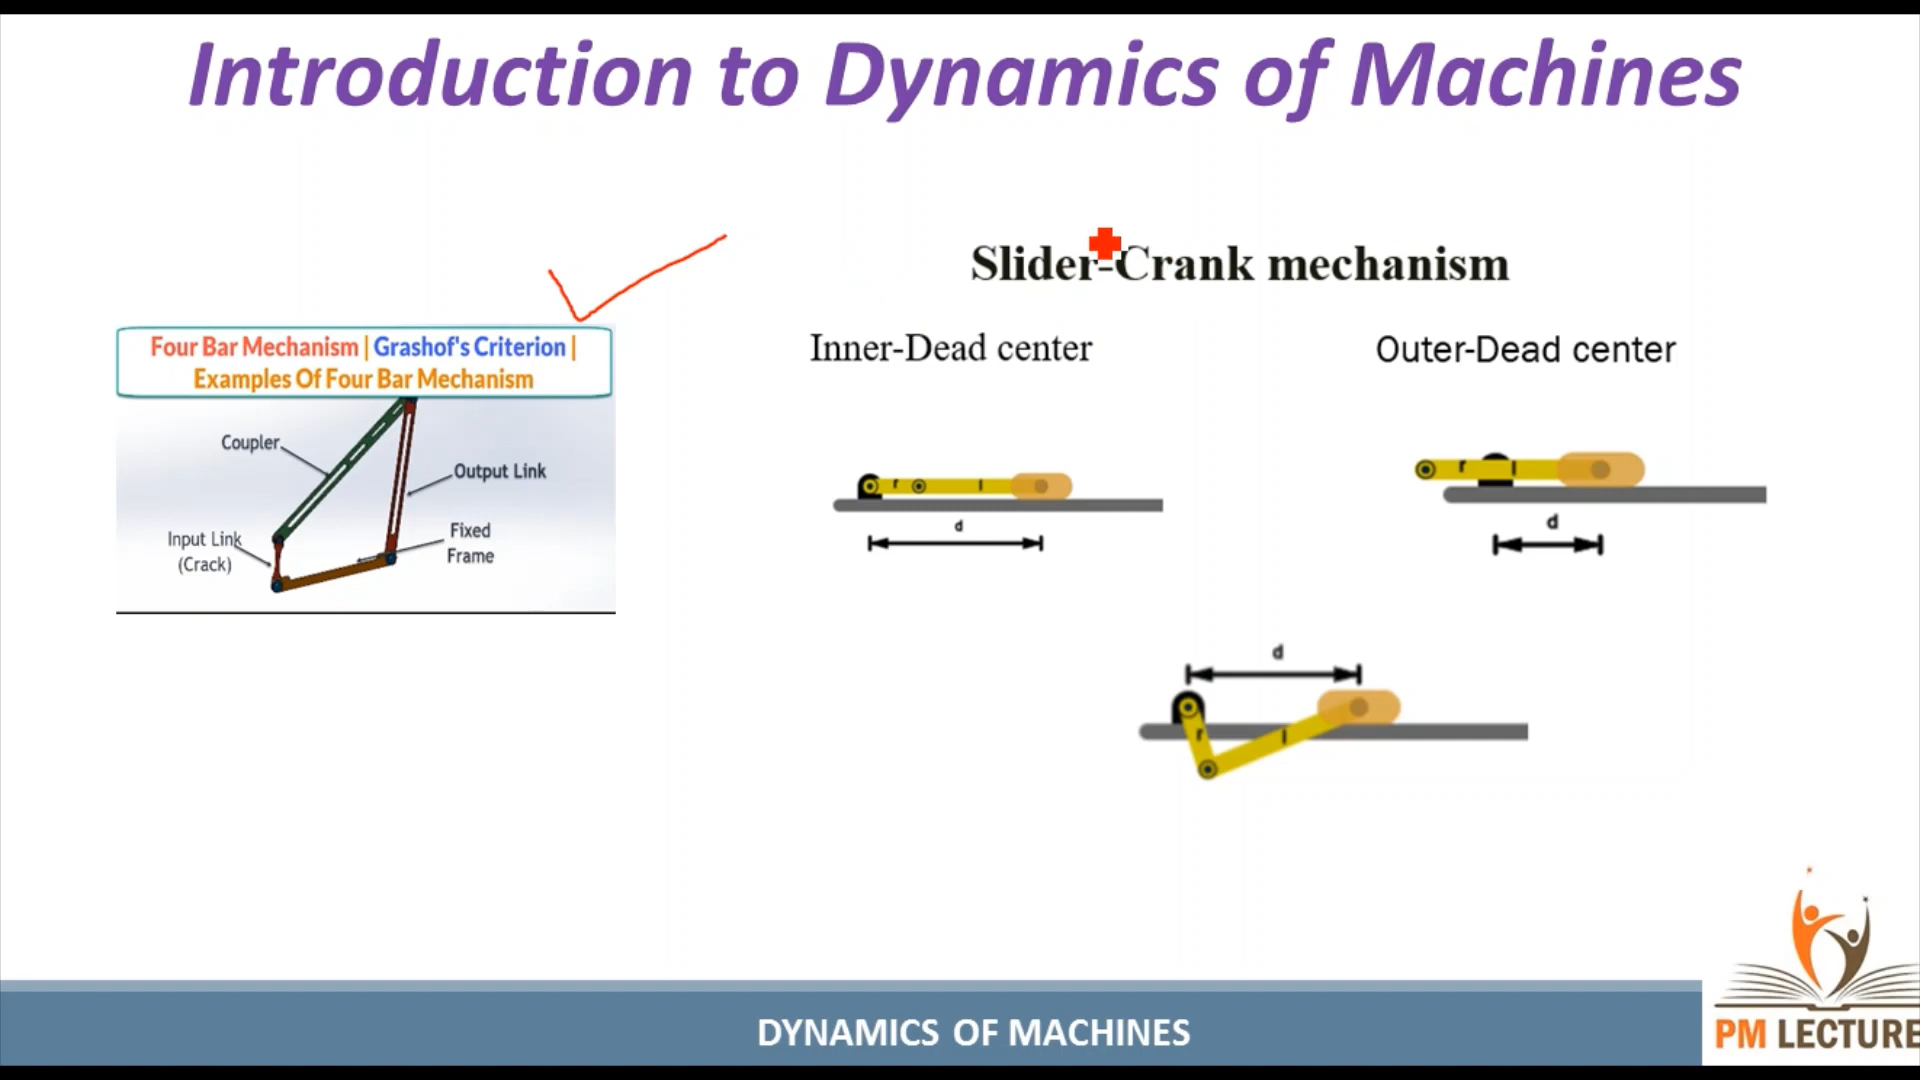 Introduction to Dynamics of Machines
Slider-Crank mechanism
Four Bar Mechanism | Grashof's Criterion |
Examples Of Four Bar Mechanism
Coupler
Output Link
Input Link
(Crack)
Fixed
Frame
Inner-Dead center
r
l
d
Outer-Dead center
r
l
d
d
r
l
DYNAMICS OF MACHINES
PM LECTURE